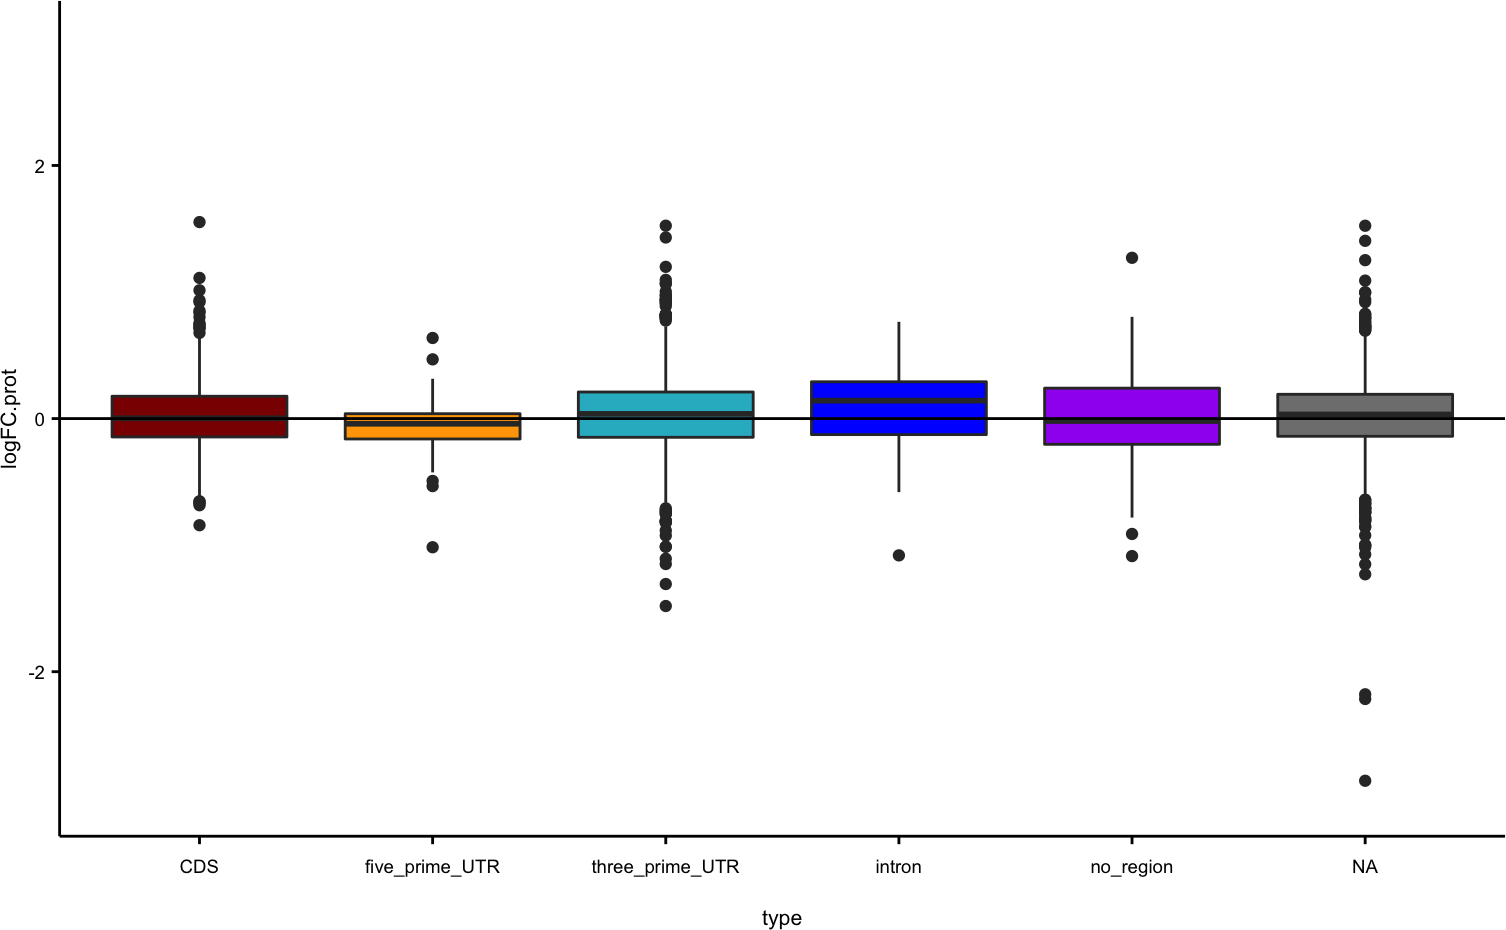 logFC.prot
2
0
-2
CDS five_prime_UTR three_prime_UTR intron no_region NA
type